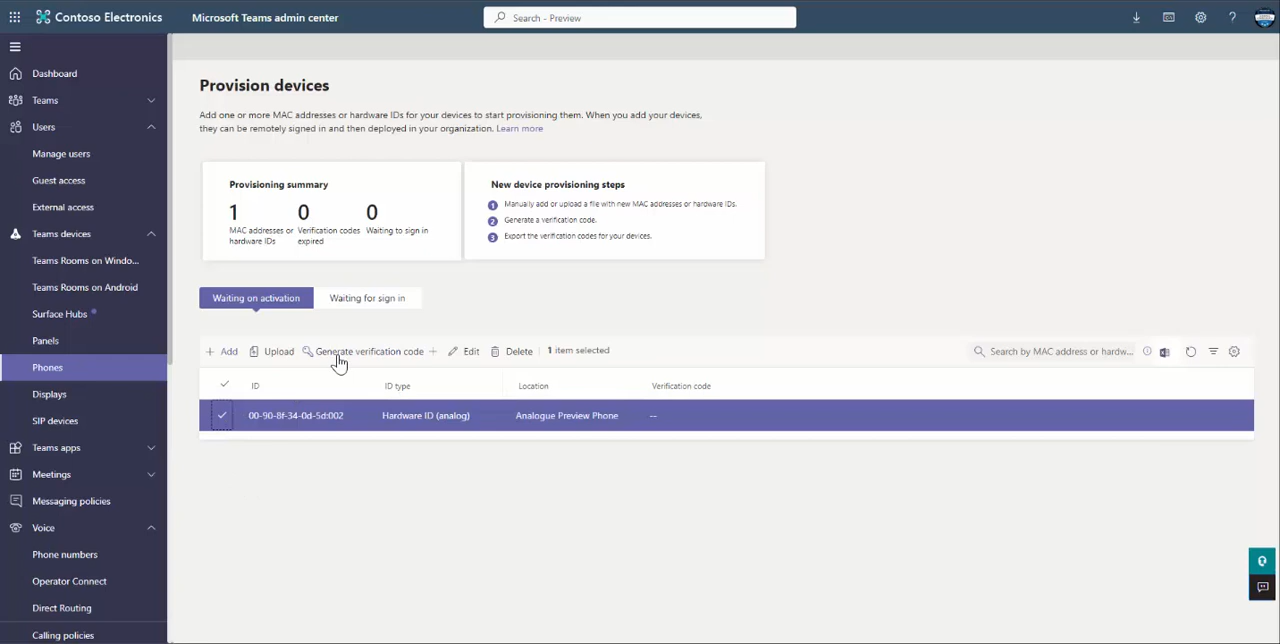 Contoso Electronics
Microsoft Teams admin center
Search - Preview
Dashboard
Teams
Users
Manage users
Guest access
External access
Teams devices
Teams Rooms on Windo...
Teams Rooms on Android
Surface Hubs
Panels
Phones
Displays
SIP devices
Teams apps
Meetings
Messaging policies
Voice
Phone numbers
Operator Connect
Direct Routing
Calling policies
Provision devices
Add one or more MAC addresses or hardware IDs for your devices to start provisioning them. When you add your devices,
they can be remotely signed in and then deployed in your organization. Learn more
Provisioning summary
1 0 0
MAC addresses or Verification codes Waiting to sign in
hardware IDs expired
New device provisioning steps
1 Manually add or upload a file with new MAC addresses or hardware IDs.
2 Generate a verification code.
3 Export the verification codes for your devices.
Waiting on activation Waiting for sign in
+ Add Upload Generate verification code + Edit Delete 1 item selected Search by MAC address or hardw...
ID ID type Location Verification code
00-90-8f-34-0d-5d:002 Hardware ID (analog) Analogue Preview Phone --